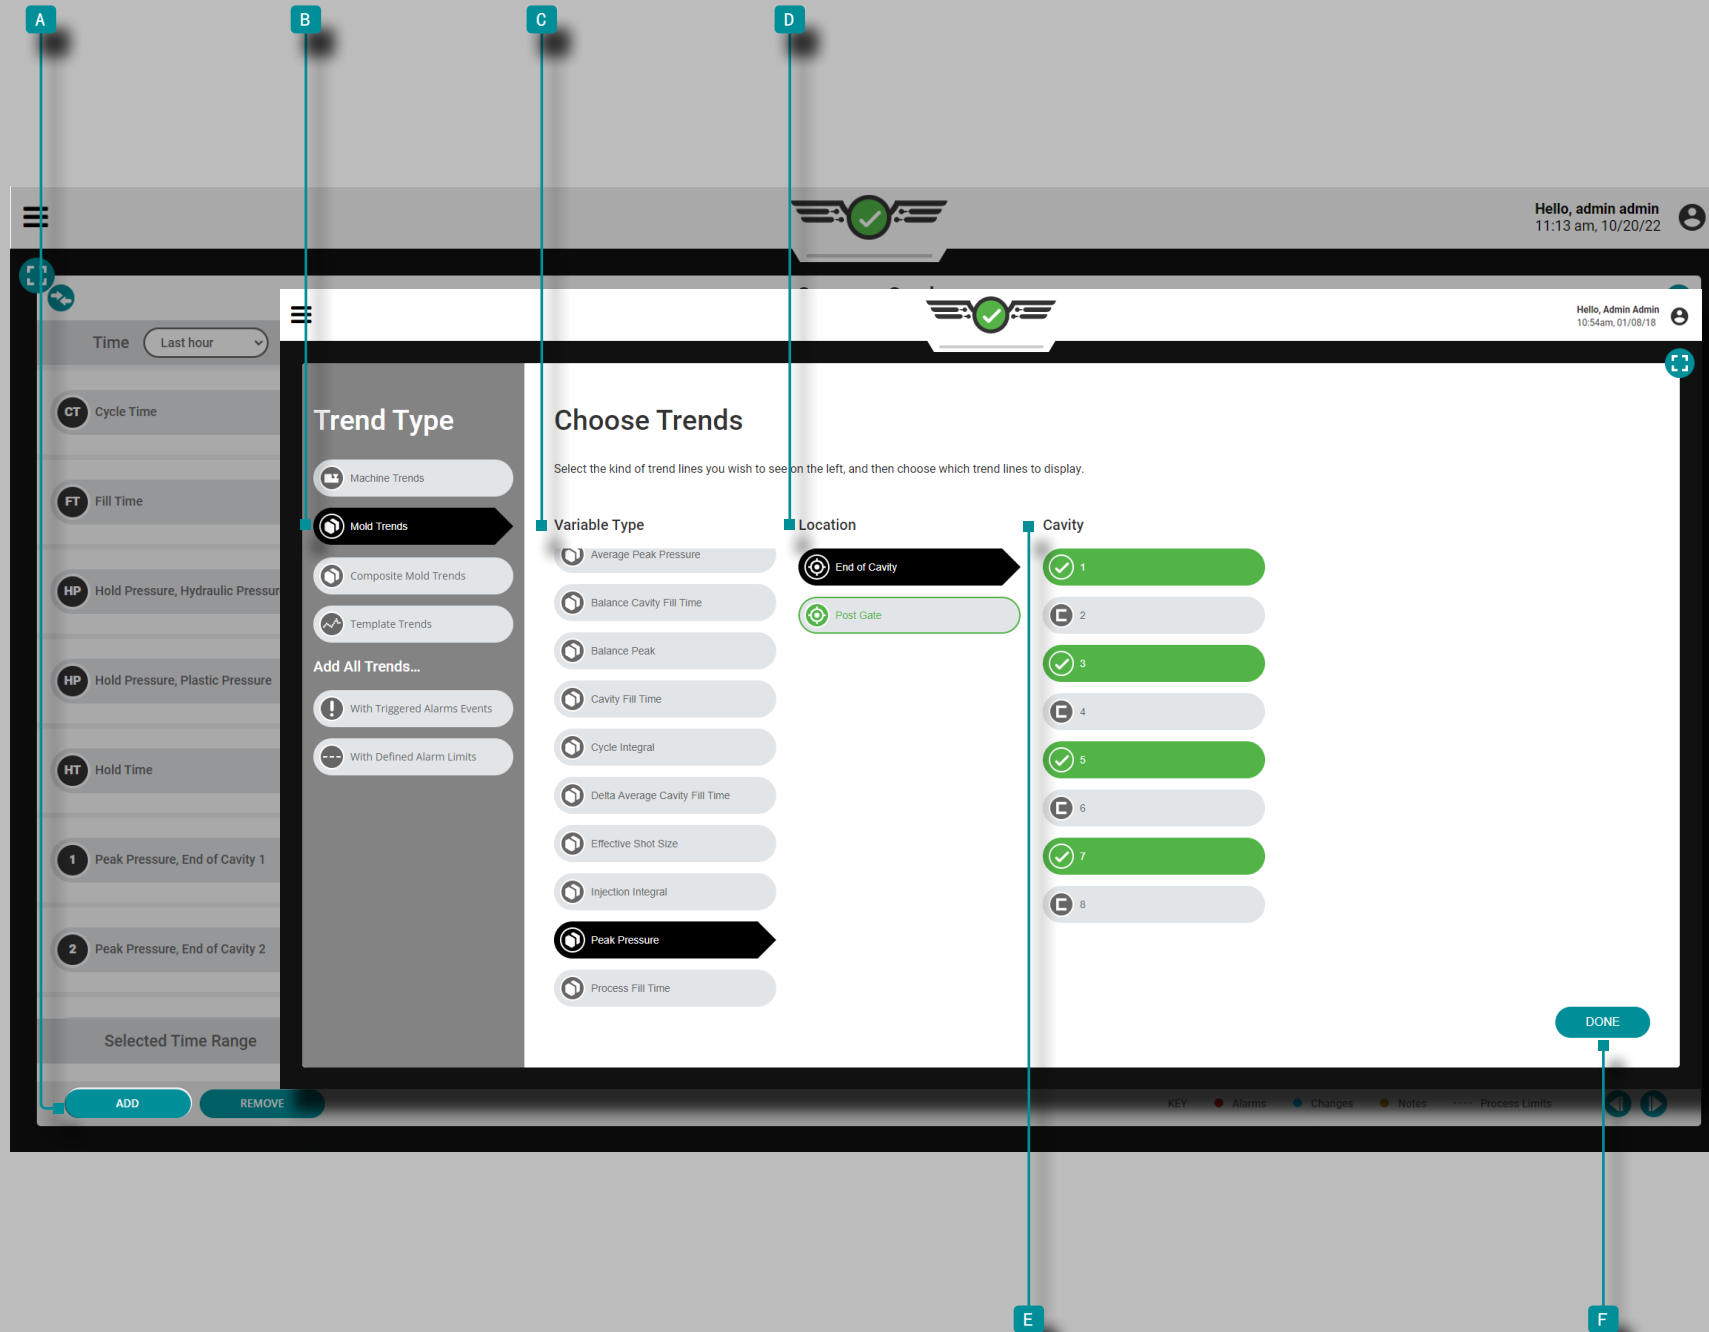 A
B
C
D
Hello, admin admin
11:13 am, 10/20/22
Hello, Admin Admin
10:54am, 01/08/18
Time
Last hour
CT Cycle Time
FT Fill Time
HP Hold Pressure, Hydraulic Pressur
HP Hold Pressure, Plastic Pressure
HT Hold Time
1 Peak Pressure, End of Cavity 1
2 Peak Pressure, End of Cavity 2
Selected Time Range
ADD
REMOVE
Trend Type
Machine Trends
Mold Trends
Composite Mold Trends
Template Trends
Add All Trends...
With Triggered Alarms Events
With Defined Alarm Limits
Choose Trends
Select the kind of trend lines you wish to see on the left, and then choose which trend lines to display.
Variable Type
Average Peak Pressure
Balance Cavity Fill Time
Balance Peak
Cavity Fill Time
Cycle Integral
Delta Average Cavity Fill Time
Effective Shot Size
Injection Integral
Peak Pressure
Process Fill Time
Location
End of Cavity
Post Gate
Cavity
1
2
3
4
5
6
7
8
DONE
KEY
Alarms
Changes
Notes
Process Limits
E
F